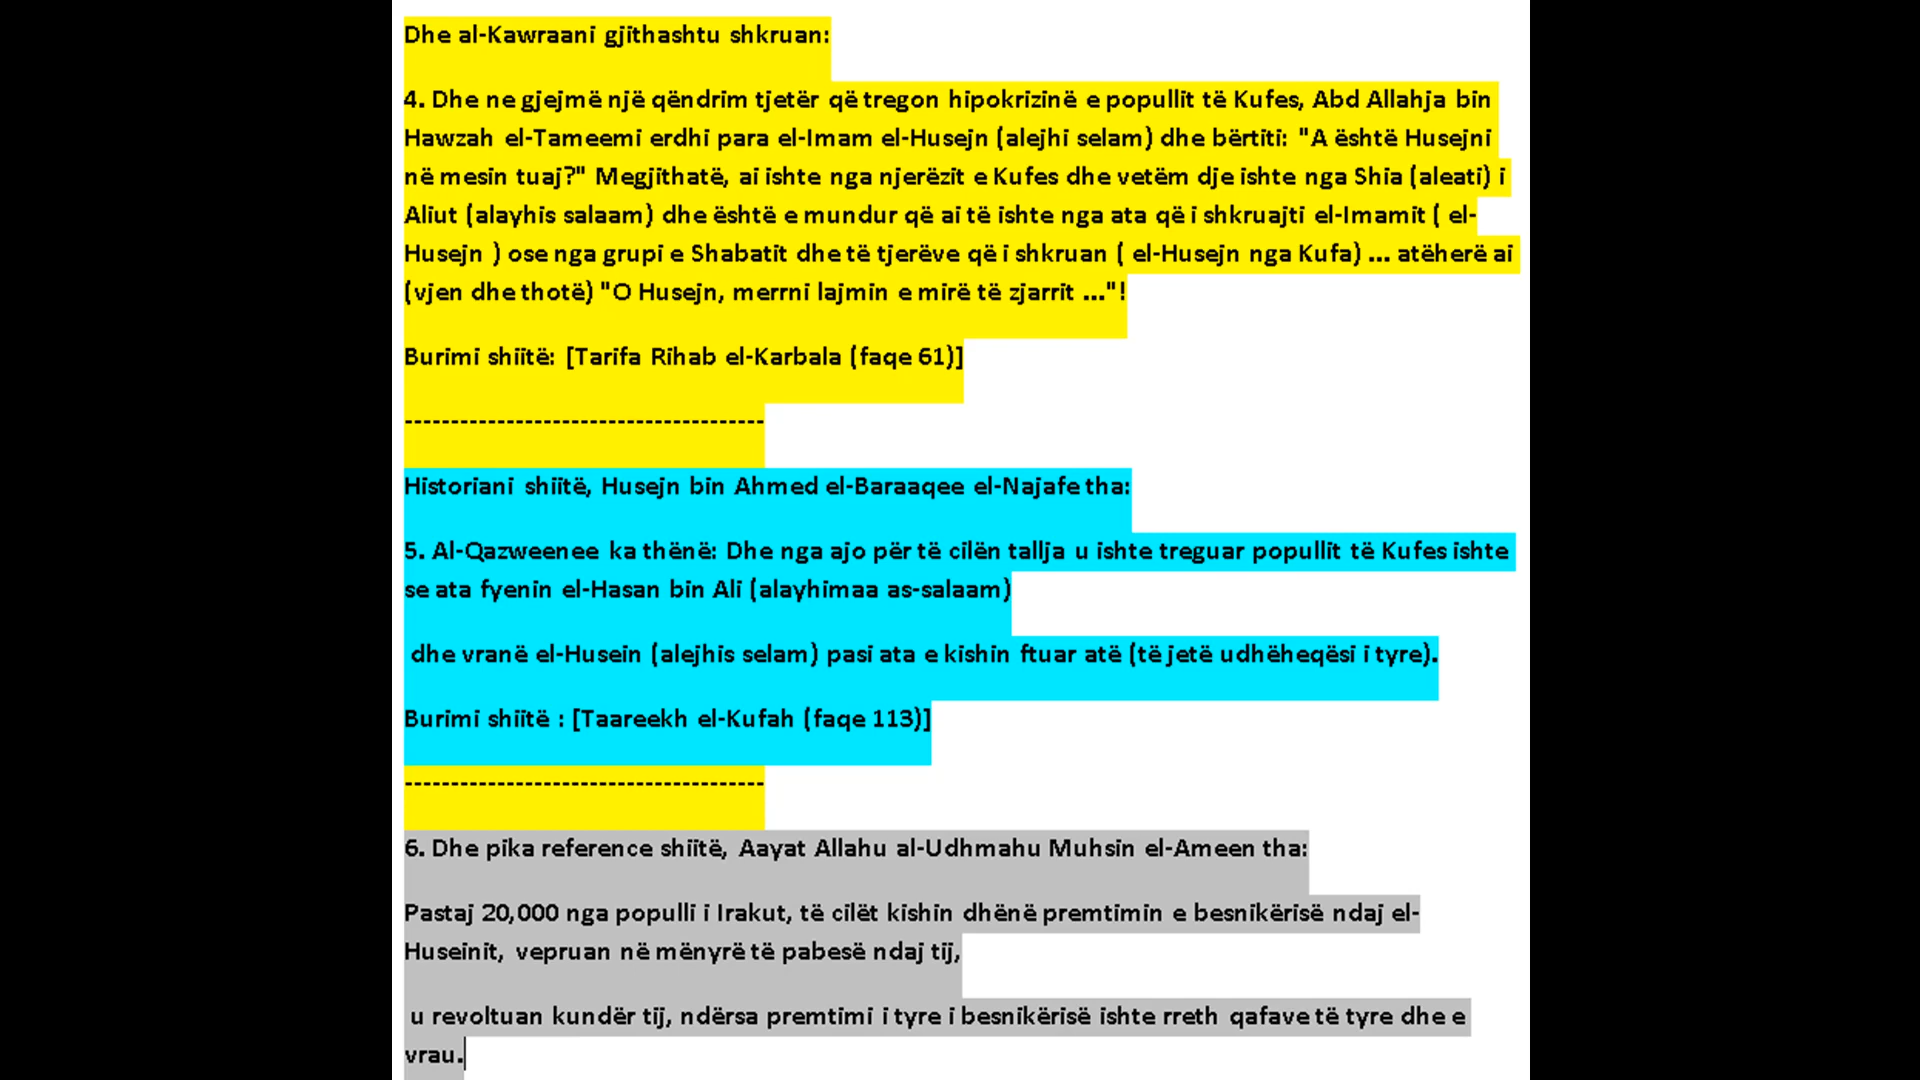 Dhe al-Kawraani gjithashtu shkruan:
4. Dhe ne gjejmë një qëndrim tjetër që tregon hipokrizinë e popullit të Kufes, Abd Allahja bin
Hawzah el-Tameemi erdhi para el-Imam el-Husejn (alejhi selam) dhe bërtiti: "A është Husejni
në mesin tuaj?" Megjithatë, ai ishte nga njerëzit e Kufes dhe vetëm dje ishte nga Shia (aleati) i
Aliut (alayhis salaam) dhe është e mundur që ai të ishte nga ata që i shkruajti el-Imamit ( el-
Husejn ) ose nga grupi e Shabatit dhe të tjerëve që i shkruan ( el-Husejn nga Kufa) ... atëherë ai
(vjen dhe thotë) "O Husejn, merrni lajmin e mirë të zjarrit ..."!
Burimi shiitë: [Tarifa Rihab el-Karbala (faqe 61)]
---------------------------------------
Historiani shiitë, Husejn bin Ahmed el-Baraaqee el-Najafe tha:
5. Al-Qazweenee ka thënë: Dhe nga ajo për të cilën tallja u ishte treguar popullit të Kufes ishte
se ata fyenin el-Hasan bin Ali (alayhimaa as-salaam)
dhe vranë el-Husein (alejhis selam) pasi ata e kishin ftuar atë (të jetë udhëheqësi i tyre).
Burimi shiitë : [Taareekh el-Kufah (faqe 113)]
---------------------------------------
6. Dhe pika reference shiitë, Aayat Allahu al-Udhmahu Muhsin el-Ameen tha:
Pastaj 20,000 nga populli i Irakut, të cilët kishin dhënë premtimin e besnikërisë ndaj el-
Huseinit, vepruan në mënyrë të pabesë ndaj tij,
u revoltuan kundër tij, ndërsa premtimi i tyre i besnikërisë ishte rreth qafave të tyre dhe e
vrau.